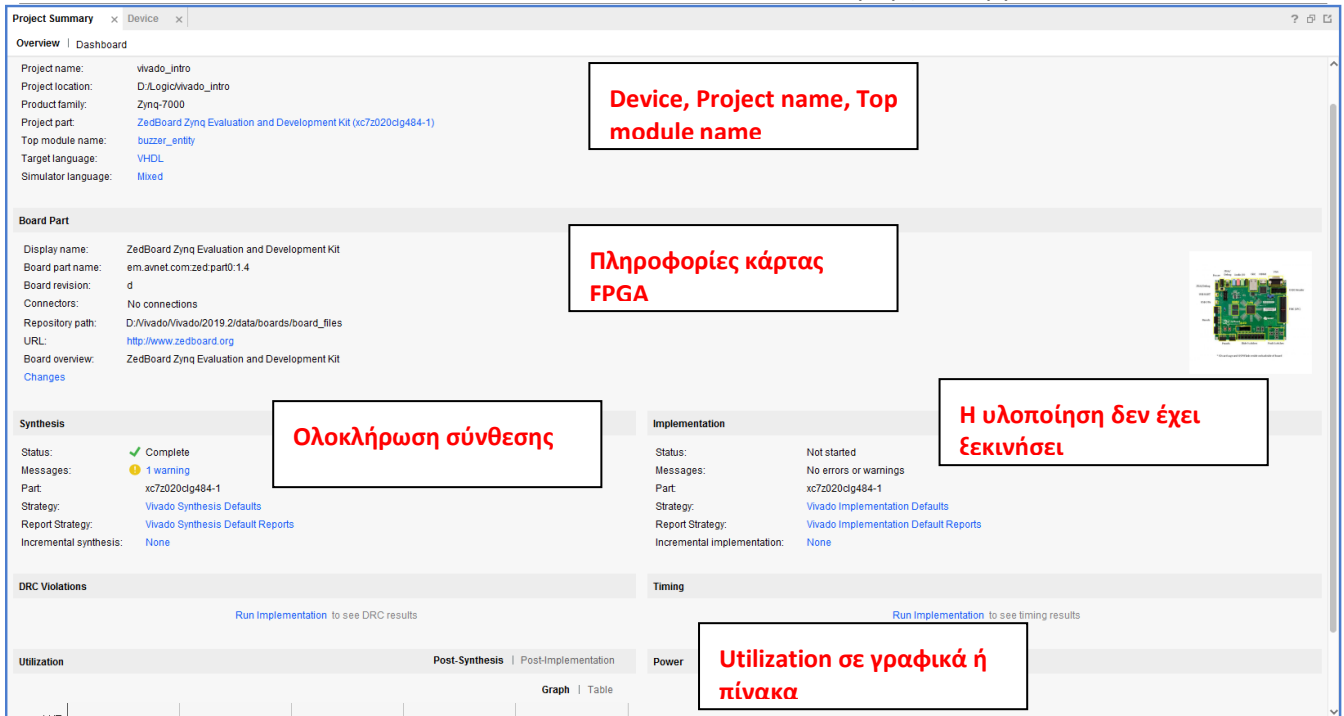 Project Summary × Device ×
Overview | Dashboard
Project name: vivado_intro
Project location: D:/Logic/vivado_intro
Product family: Zynq-7000
Project part: ZedBoard Zynq Evaluation and Development Kit (xc7z020clg484-1)
Top module name: buzzer_entity
Target language: VHDL
Simulator language: Mixed
Device, Project name, Top
module name
Board Part
Display name: ZedBoard Zynq Evaluation and Development Kit
Board part name: em.avnet.com:zed:part0:1.4
Board revision: d
Connectors: No connections
Repository path: D:/Vivado/Vivado/2019.2/data/boards/board_files
URL: http://www.zedboard.org
Board overview: ZedBoard Zynq Evaluation and Development Kit
Changes
Πληροφορίες κάρτας
FPGA
Synthesis
Status: Complete
Messages: 1 warning
Part: xc7z020clg484-1
Strategy: Vivado Synthesis Defaults
Report Strategy: Vivado Synthesis Default Reports
Incremental synthesis: None
Ολοκλήρωση σύνθεσης
Implementation
Status: Not started
Messages: No errors or warnings
Part: xc7z020clg484-1
Strategy: Vivado Implementation Defaults
Report Strategy: Vivado Implementation Default Reports
Incremental implementation: None
Η υλοποίηση δεν έχει
ξεκινήσει
DRC Violations
Run Implementation to see DRC results
Timing
Run Implementation to see timing results
Utilization Post-Synthesis | Post-Implementation
Graph | Table
Power
Utilization σε γραφικά ή
πίνακα